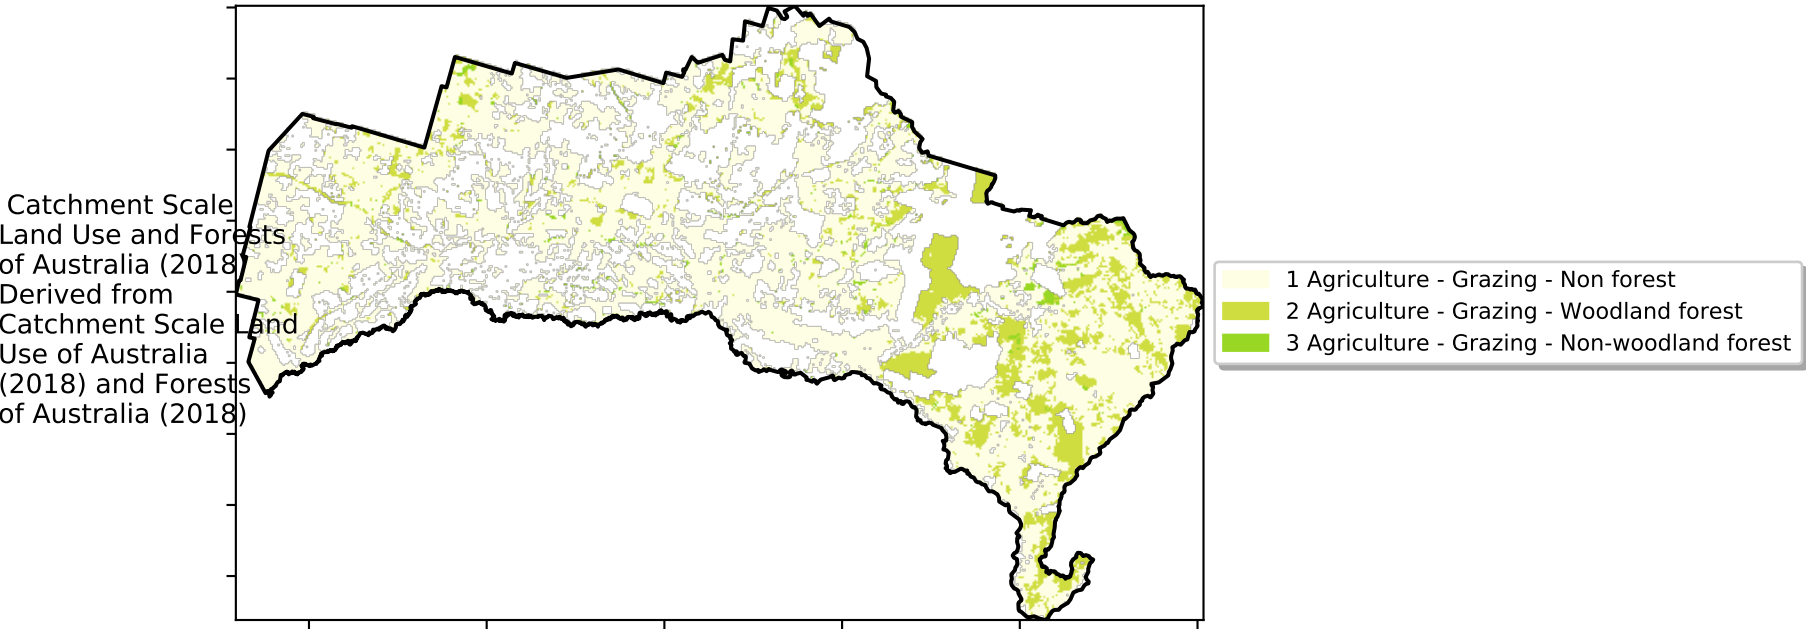 Catchment Scale
Land Use and Forests
of Australia (2018)
Derived from
Catchment Scale Land
Use of Australia
(2018) and Forests
of Australia (2018)
1 Agriculture - Grazing - Non forest
2 Agriculture - Grazing - Woodland forest
3 Agriculture - Grazing - Non-woodland forest